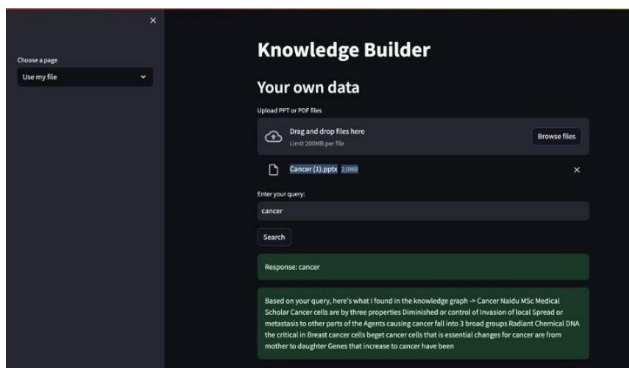 ×
Choose a page
Use my file
Knowledge Builder
Your own data
Upload PPT or PDF files
Drag and drop files here
Limit 200MB per file
Browse files
Cancer (1).pptx 2.0MB
×
Enter your query:
cancer
Search
Response: cancer
Based on your query, here's what I found in the knowledge graph -> Cancer Naidu MSc Medical
Scholar Cancer cells are by three properties Diminished or control of Invasion of local Spread or
metastasis to other parts of the Agents causing cancer fall into 3 broad groups Radiant Chemical DNA
the critical in Breast cancer cells beget cancer cells that is essential changes for cancer are from
mother to daughter Genes that increase to cancer have been